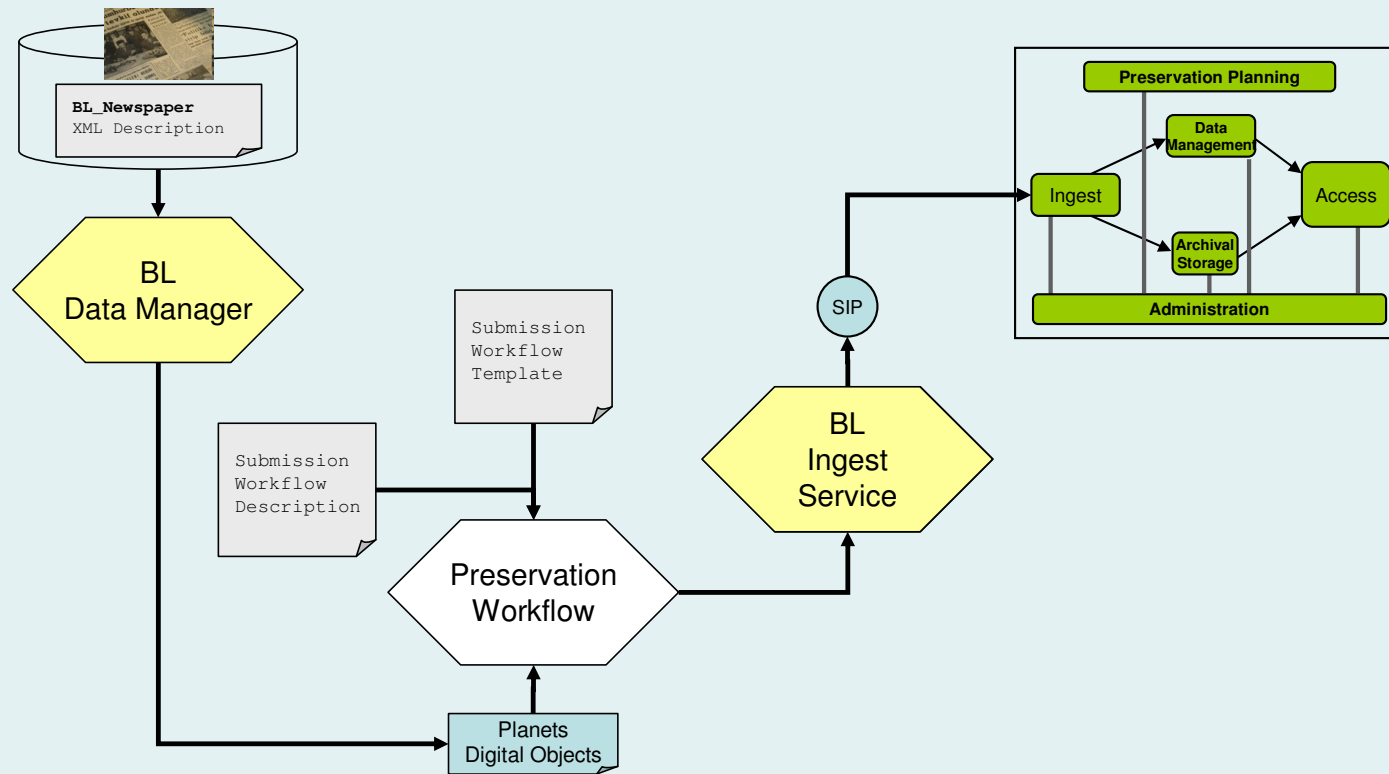 BL_Newspaper
XML Description
BL
Data Manager
Submission
Workflow
Template
Submission
Workflow
Description
Preservation
Workflow
Planets
Digital Objects
BL
Ingest
Service
SIP
Preservation Planning
Data
Management
Ingest
Access
Archival
Storage
Administration